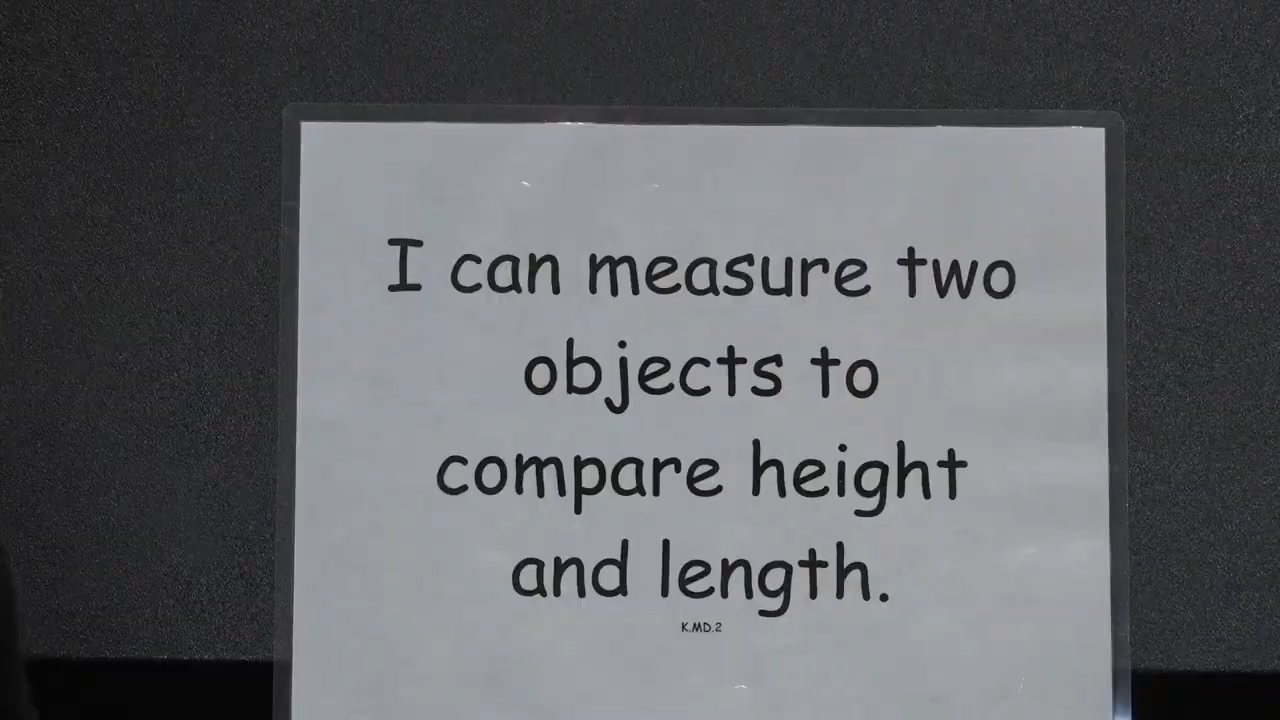 I can measure two
objects to
compare height
and length.
K.MD.2